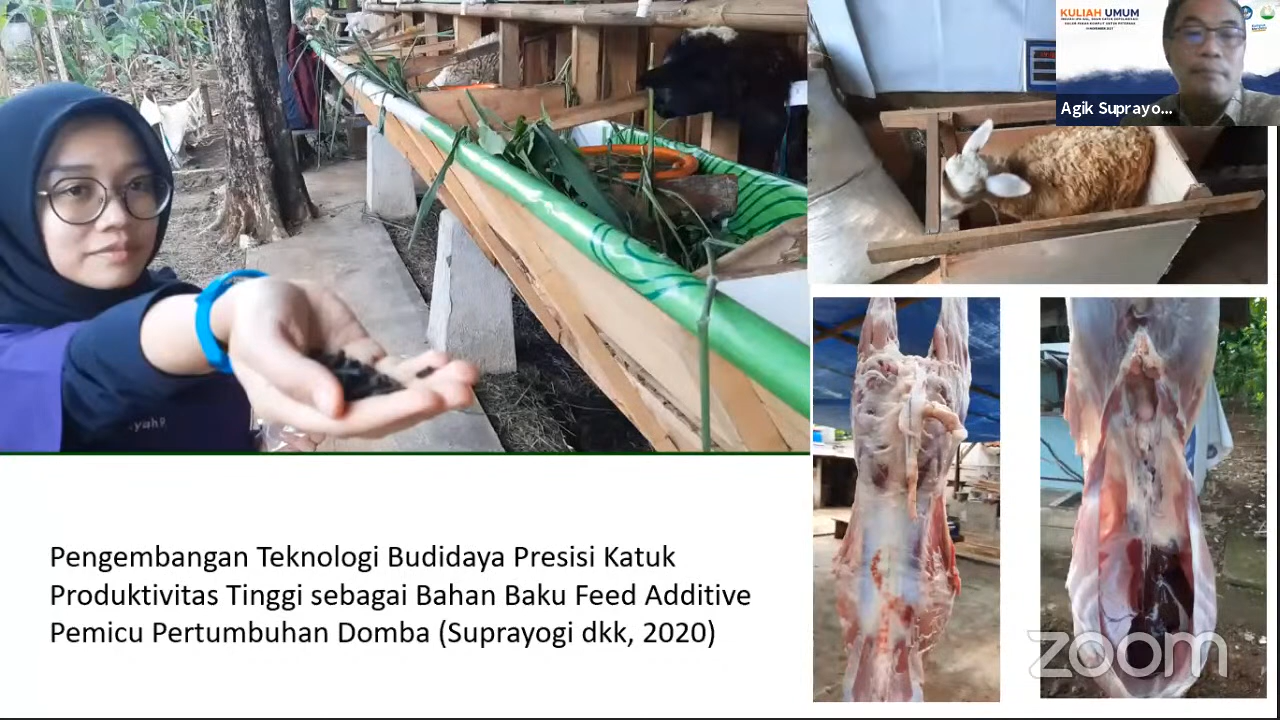 KULIAH UMUM
Agik Suprayo...
Pengembangan Teknologi Budidaya Presisi Katuk
Produktivitas Tinggi sebagai Bahan Baku Feed Additive
Pemicu Pertumbuhan Domba (Suprayogi dkk, 2020)
zoom